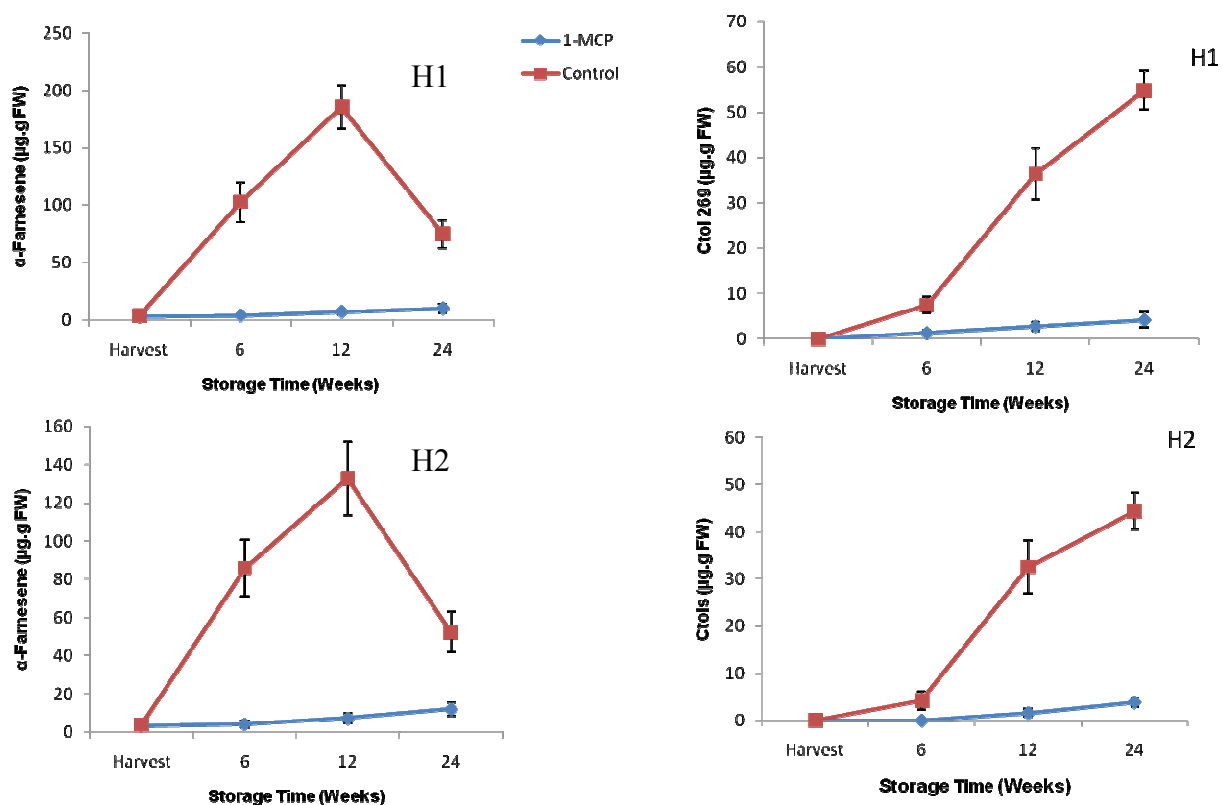 250
200
150
100
50
0
α-Farnesene (µg.g FW)
H1
Harvest 6 12 24
Storage Time (Weeks)
1-MCP
Control
70
60
50
40
30
20
10
0
Ctol 269 (µg.g FW)
H1
Harvest 6 12 24
Storage Time (Weeks)
160
140
120
100
80
60
40
20
0
α-Farnesene (µg.g FW)
H2
Harvest 6 12 24
Storage Time (Weeks)
60
50
40
30
20
10
0
Ctols (µg.g FW)
H2
Harvest 6 12 24
Storage Time (Weeks)